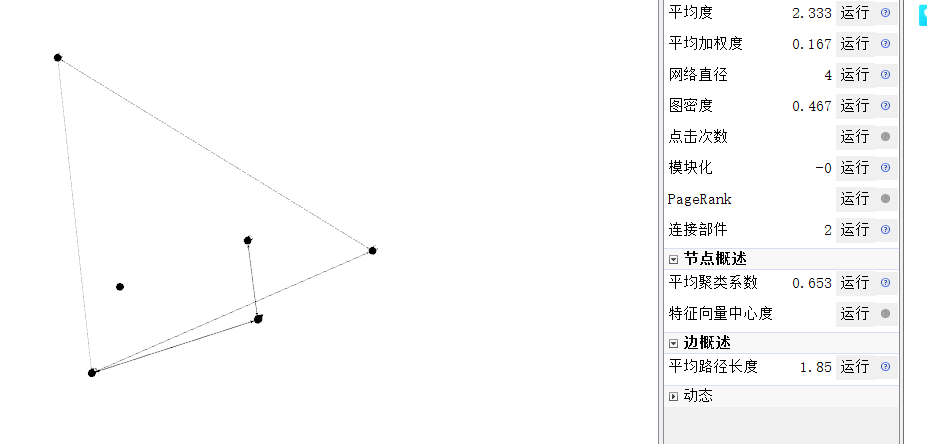 平均度 2.333 运行
平均加权度 0.167 运行
网络直径 4 运行
图密度 0.467 运行
点击次数 运行
模块化 -0 运行
PageRank 运行
连接部件 2 运行
节点概述
平均聚类系数 0.653 运行
特征向量中心度 运行
边概述
平均路径长度 1.85 运行
动态